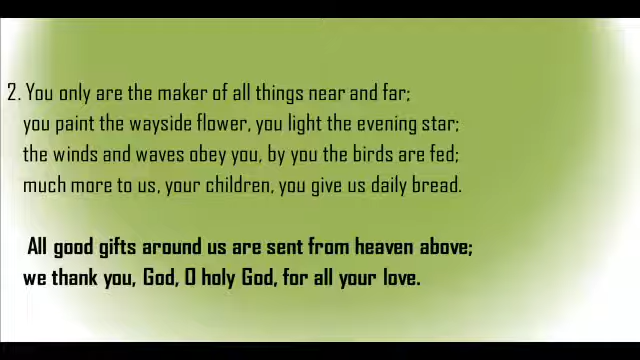 2. You only are the maker of all things near and far;
you paint the wayside flower, you light the evening star;
the winds and waves obey you, by you the birds are fed;
much more to us, your children, you give us daily bread.
All good gifts around us are sent from heaven above;
we thank you, God, O holy God, for all your love.